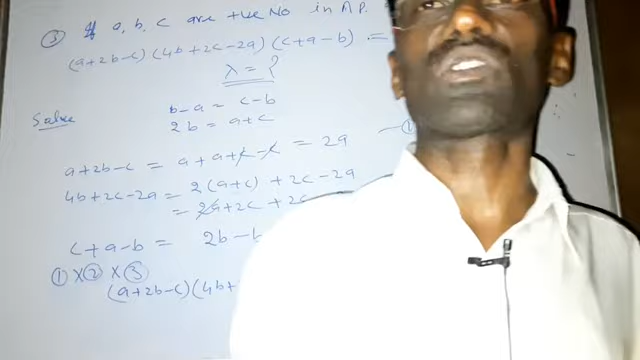 ③ If a, b, c are +ve No in A.P.
(a+2b-c) (4b+2c-2a) (c+a-b) =
λ = ?
Solve
b-a = c-b
2b = a+c
a+2b-c = a+a+c-c = 2a —①
4b+2c-2a = 2(a+c) +2c-2a
= 2a+2c+2c
c+a-b = 2b-b
①×②×③
(a+2b-c)(4b+